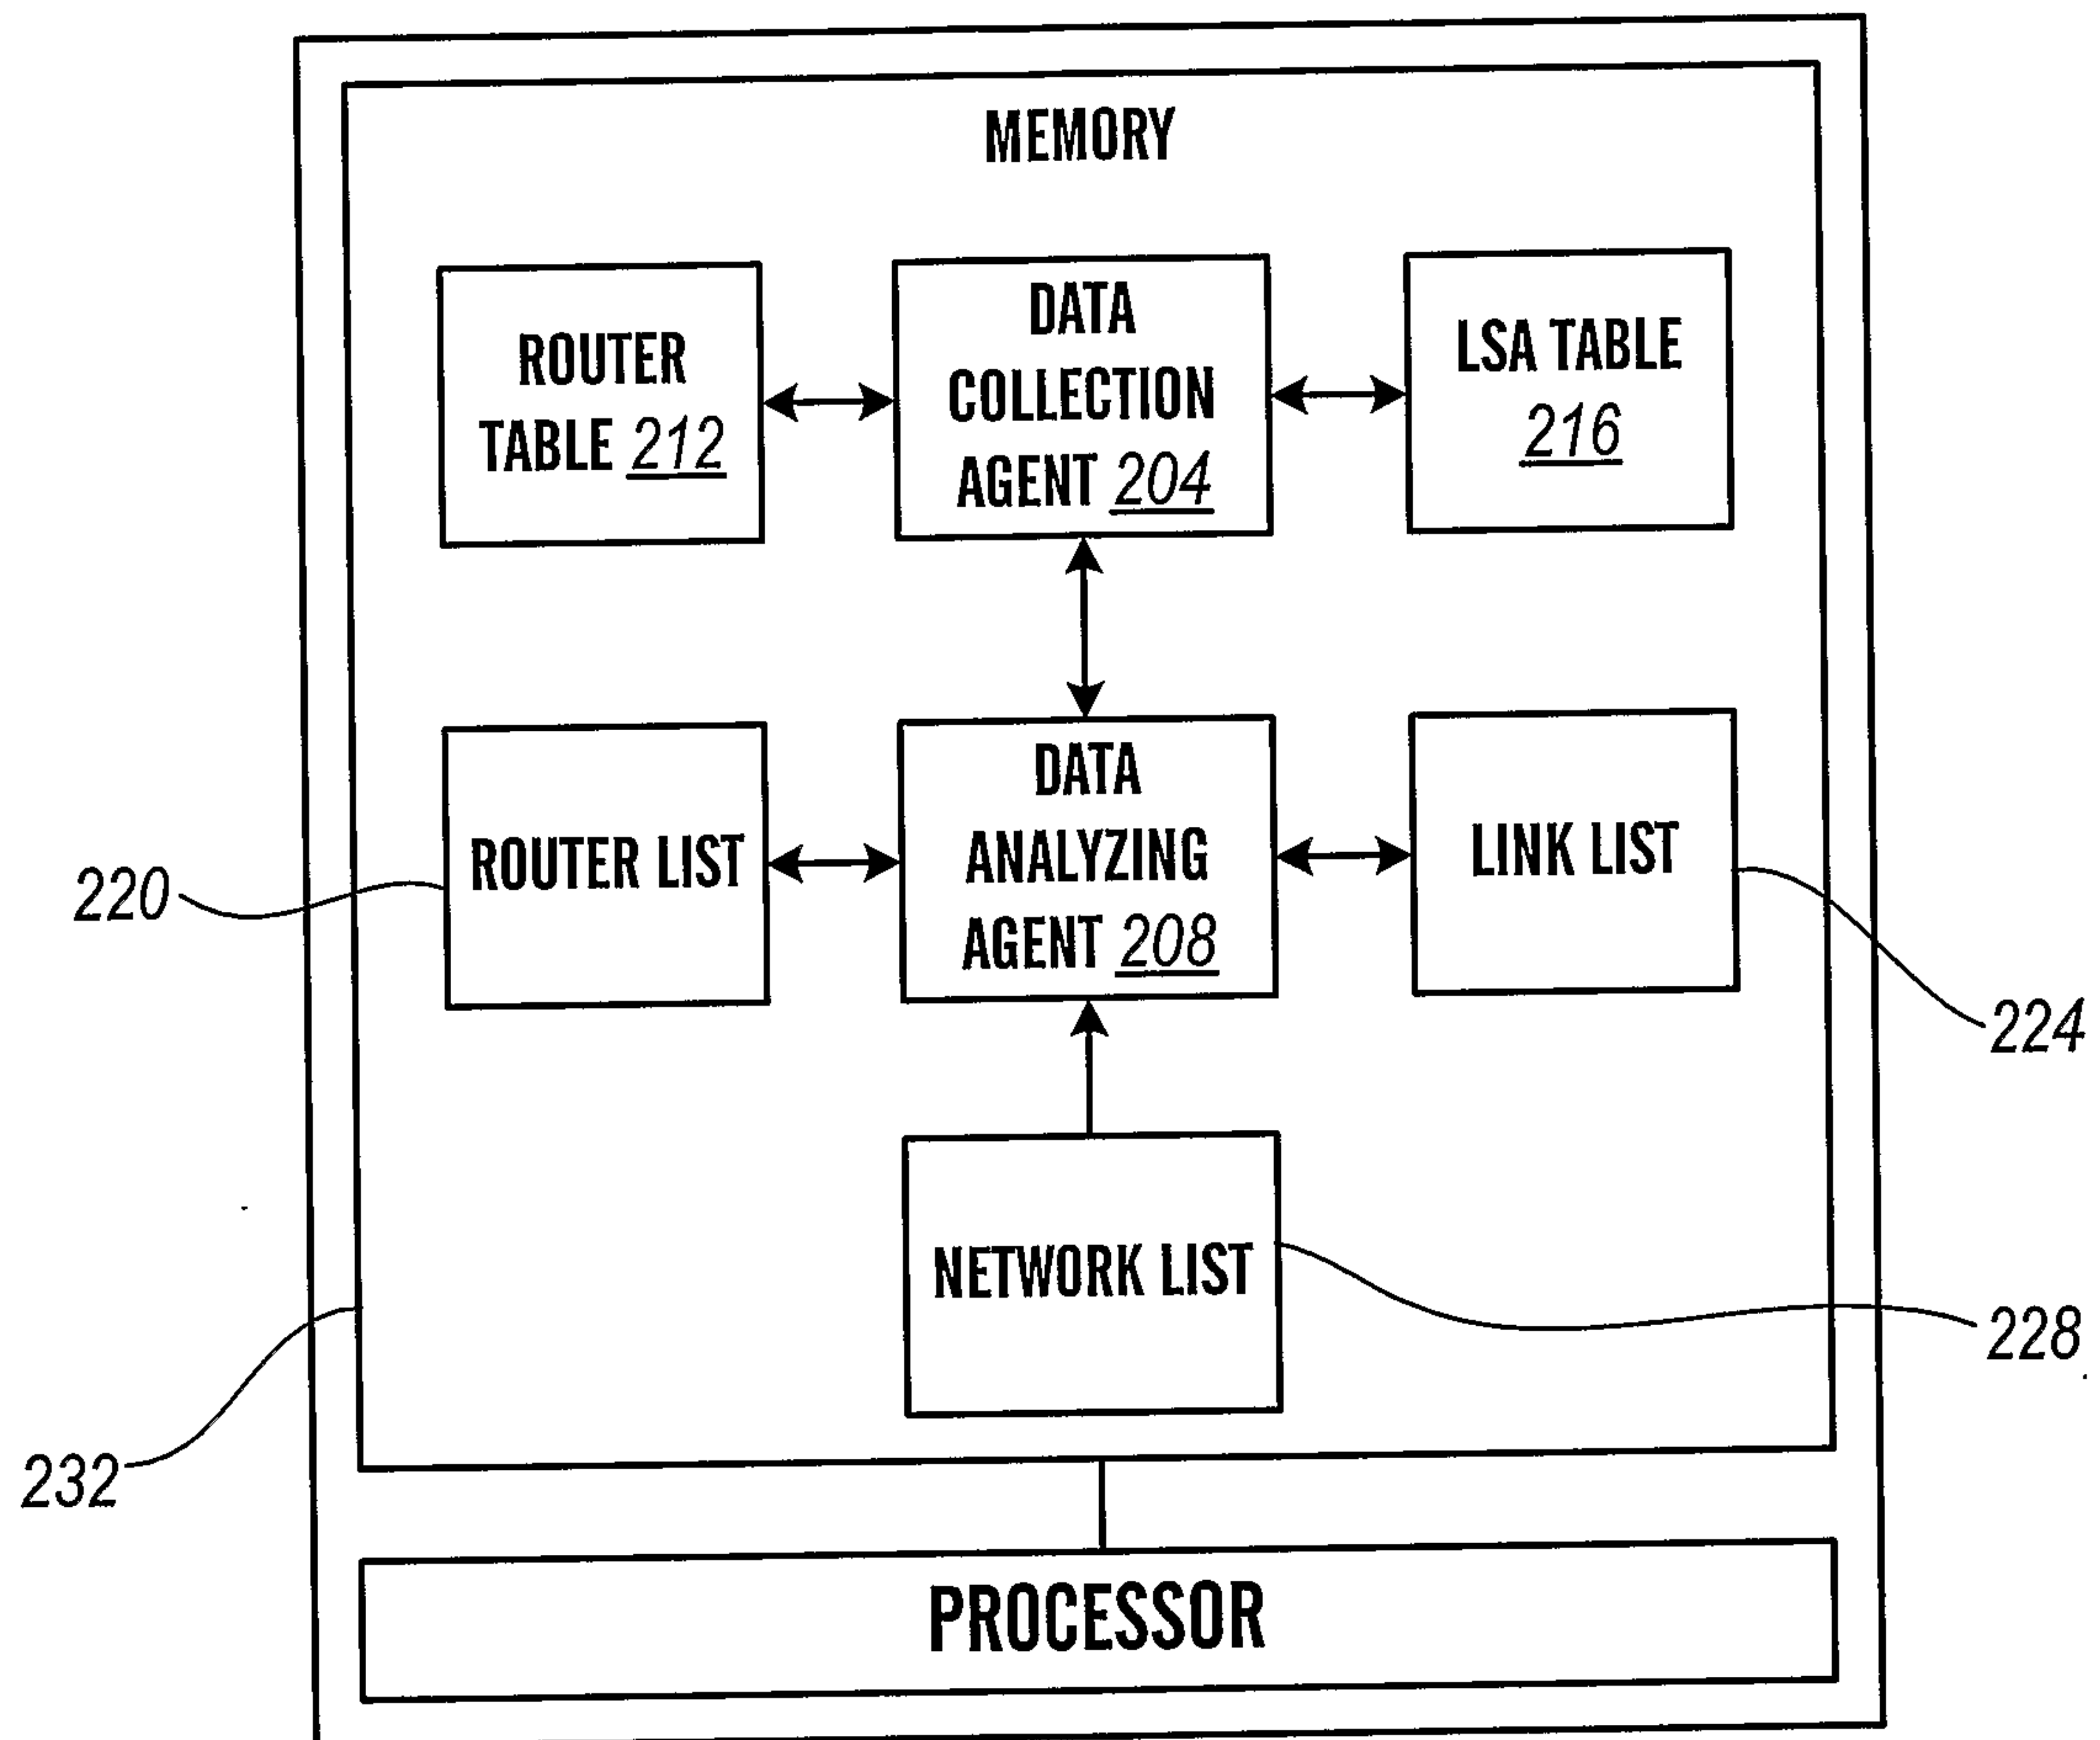 MEMORY
ROUTER
TABLE 212
DATA
COLLECTION
AGENT 204
LSA TABLE
216
220
ROUTER LIST
DATA
ANALYZING
AGENT 208
LINK LIST
224
NETWORK LIST
228
232
PROCESSOR